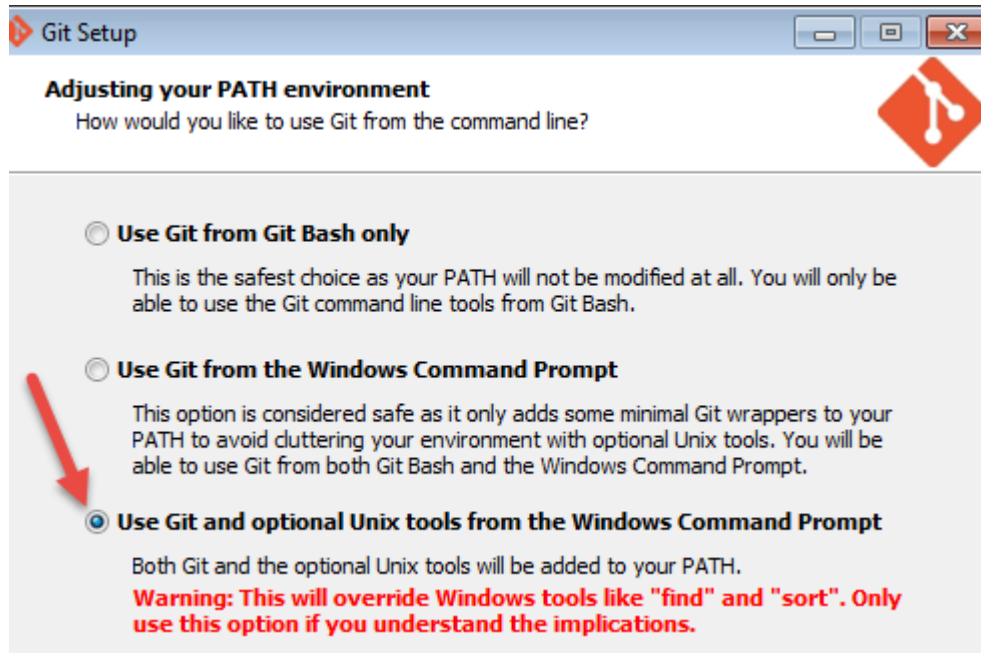 Git Setup
Adjusting your PATH environment
How would you like to use Git from the command line?
Use Git from Git Bash only
This is the safest choice as your PATH will not be modified at all. You will only be
able to use the Git command line tools from Git Bash.
Use Git from the Windows Command Prompt
This option is considered safe as it only adds some minimal Git wrappers to your
PATH to avoid cluttering your environment with optional Unix tools. You will be
able to use Git from both Git Bash and the Windows Command Prompt.
Use Git and optional Unix tools from the Windows Command Prompt
Both Git and the optional Unix tools will be added to your PATH.
Warning: This will override Windows tools like "find" and "sort". Only
use this option if you understand the implications.